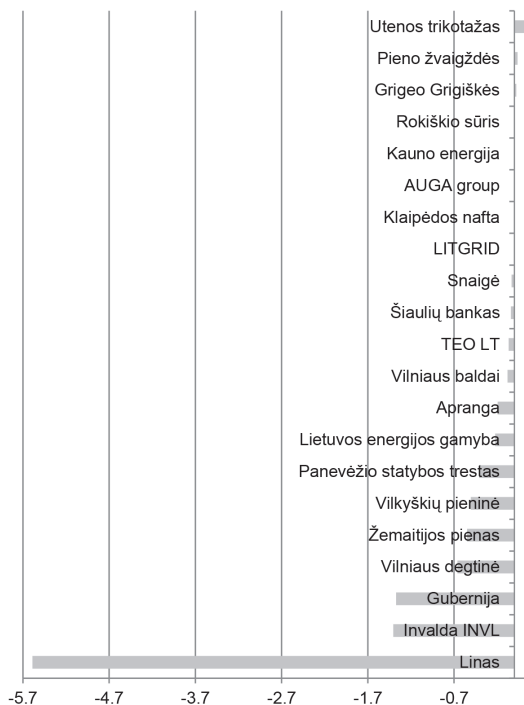 Utenos trikotažas
Pieno žvaigždės
Grigeo Grigiškės
Rokiškio sūris
Kauno energija
AUGA group
Klaipėdos nafta
LITGRID
Snaigė
Šiaulių bankas
TEO LT
Vilniaus baldai
Apranga
Lietuvos energijos gamyba
Panevėžio statybos trestas
Vilkyškių pieninė
Žemaitijos pienas
Vilniaus degtinė
Gubernija
Invalda INVL
Linas
-5.7 -4.7 -3.7 -2.7 -1.7 -0.7